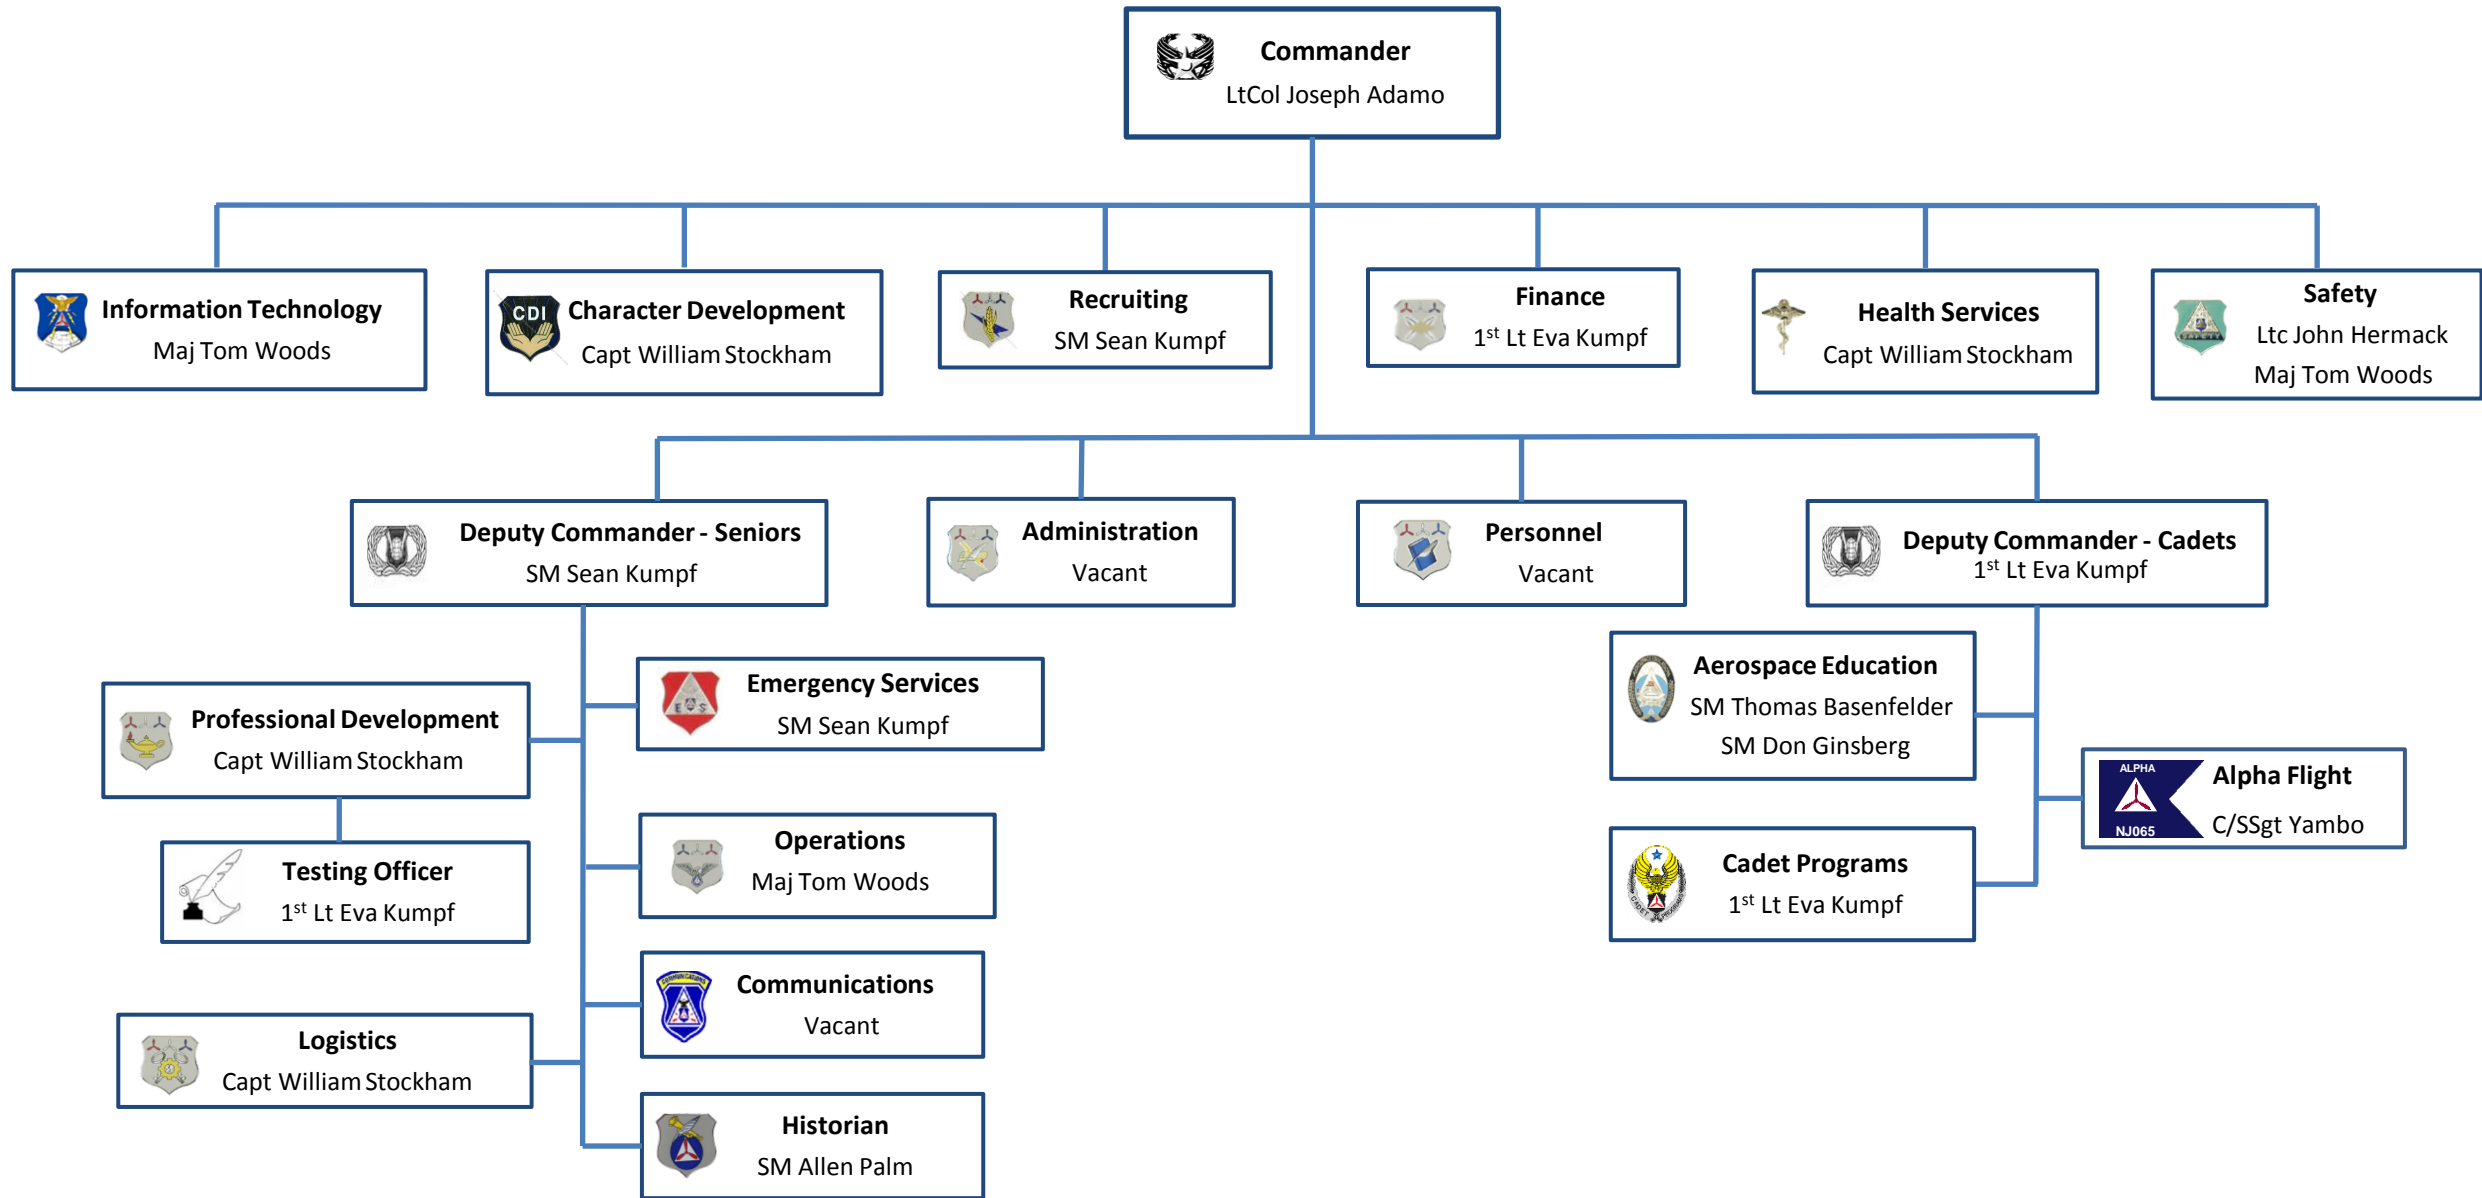 Commander
LtCol Joseph Adamo
Information Technology
Maj Tom Woods
CDI
Character Development
Capt William Stockham
Recruiting
SM Sean Kumpf
Finance
1st Lt Eva Kumpf
Health Services
Capt William Stockham
SAFETY
Safety
Ltc John Hermack
Maj Tom Woods
Deputy Commander - Seniors
SM Sean Kumpf
Administration
Vacant
Personnel
Vacant
Deputy Commander - Cadets
1st Lt Eva Kumpf
Professional Development
Capt William Stockham
E S
Emergency Services
SM Sean Kumpf
Aerospace Education
SM Thomas Basenfelder
SM Don Ginsberg
ALPHA
NJ065
Alpha Flight
C/SSgt Yambo
Testing Officer
1st Lt Eva Kumpf
Operations
Maj Tom Woods
CADET PROGRAMS
Cadet Programs
1st Lt Eva Kumpf
COMMUNICATIONS
Communications
Vacant
Logistics
Capt William Stockham
Historian
SM Allen Palm